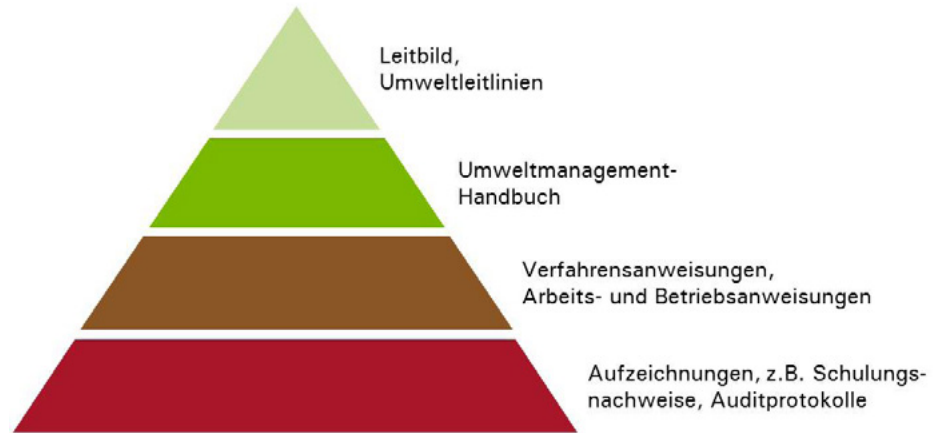 Leitbild,
Umweltleitlinien
Umweltmanagement-
Handbuch
Verfahrensanweisungen,
Arbeits- und Betriebsanweisungen
Aufzeichnungen, z.B. Schulungs-
nachweise, Auditprotokolle